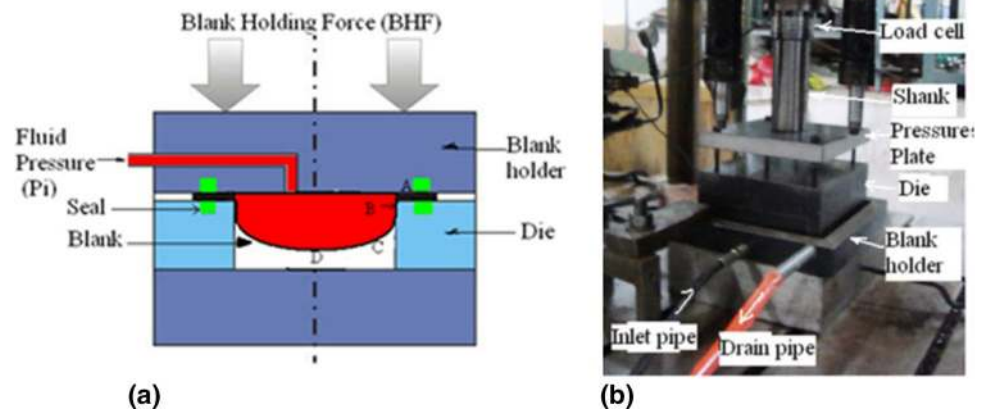 Blank Holding Force (BHF)
Fluid
Pressure
(Pi)
Blank
holder
Seal
Blank
Die
A
B
C
D
(a)
Load cell
Shank
Pressures
Plate
Die
Blank
holder
Inlet pipe
Drain pipe
(b)